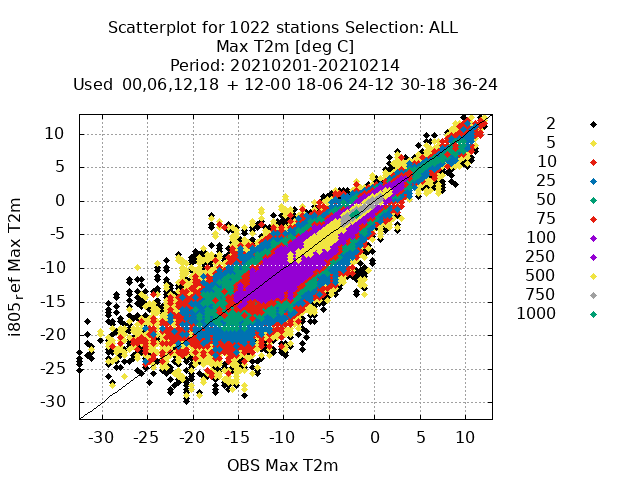 Scatterplot for 1022 stations Selection: ALL
Max T2m [deg C]
Period: 20210201-20210214
Used  00,06,12,18  + 12-00 18-06 24-12 30-18 36-24
10
5
0
-5
-10
-15
-20
-25
-30
i805_ref Max T2m
-30 -25 -20 -15 -10 -5 0 5 10
OBS Max T2m
2
5
10
25
50
75
100
250
500
750
1000